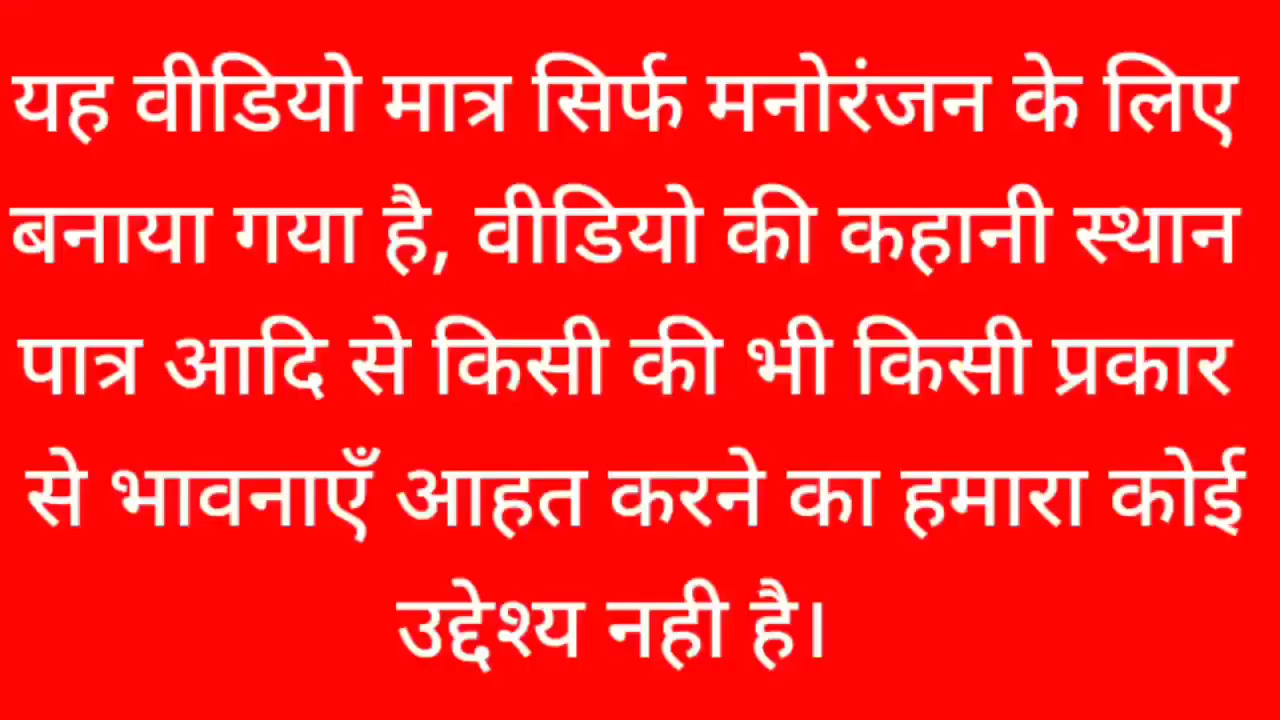 यह वीडियो मात्र सिर्फ मनोरंजन के लिए
बनाया गया है, वीडियो की कहानी स्थान
पात्र आदि से किसी की भी किसी प्रकार
से भावनाएँ आहत करने का हमारा कोई
उद्देश्य नही है।